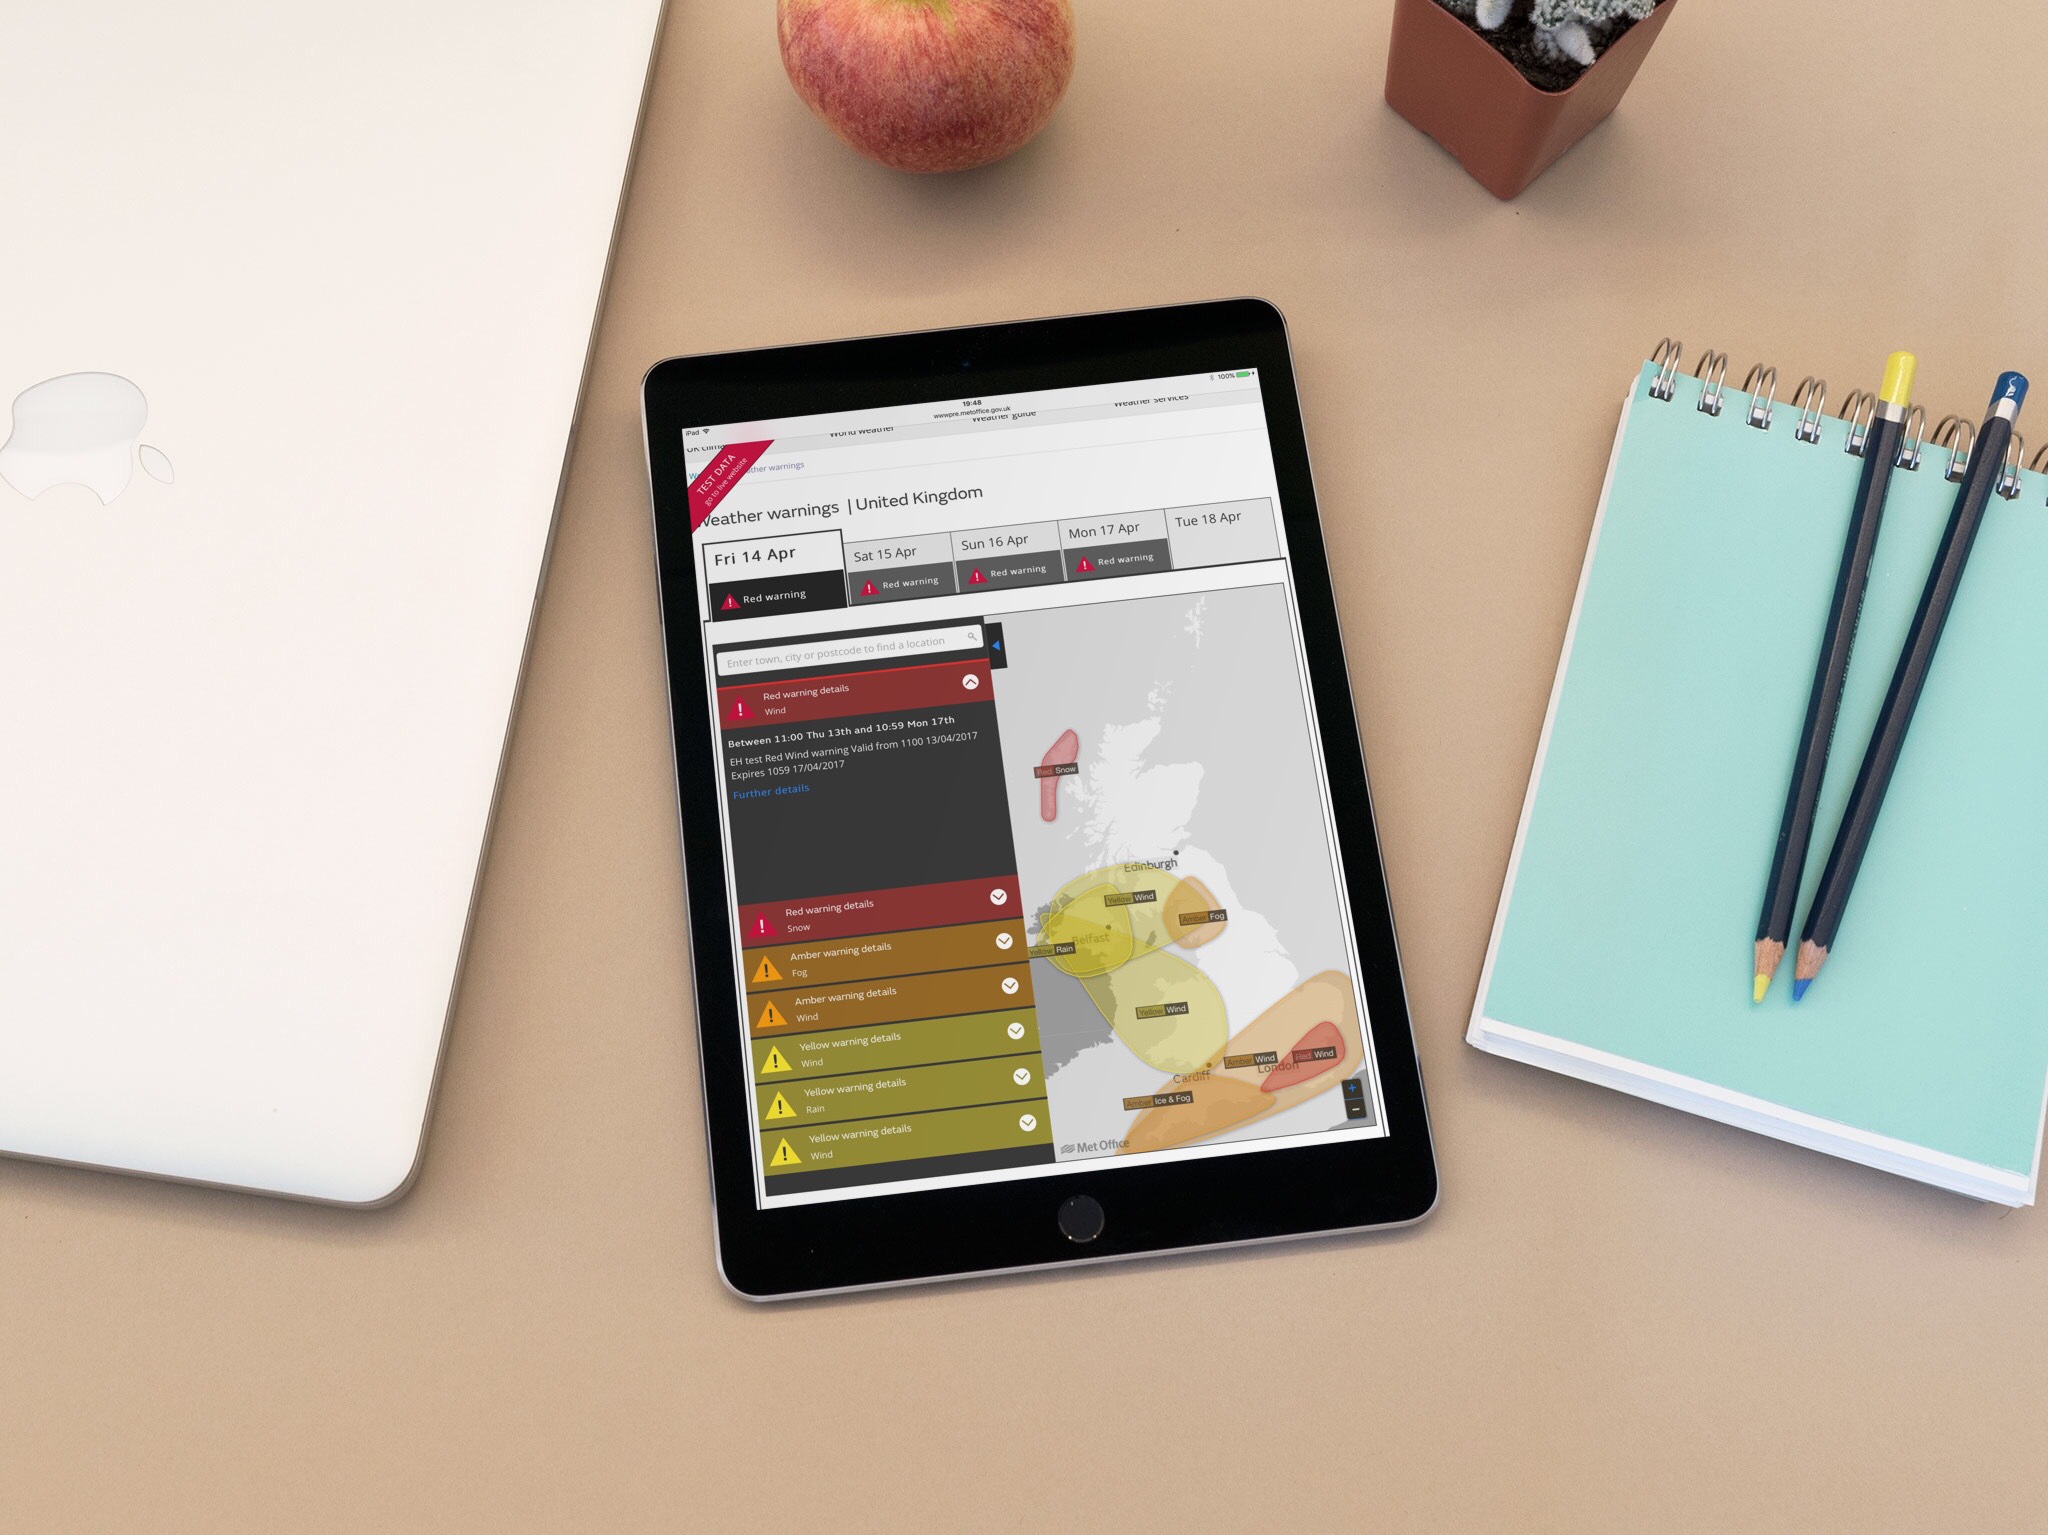 iPad
19:48
wwwpre.metoffice.gov.uk
100%
World weather
Weather guide
Weather services
TEST DATA
go to live website
Weather warnings | United Kingdom
Fri 14 Apr
Red warning
Sat 15 Apr
Red warning
Sun 16 Apr
Red warning
Mon 17 Apr
Red warning
Tue 18 Apr
Enter town, city or postcode to find a location
Red warning details
Wind
Between 11:00 Thu 13th and 10:59 Mon 17th
EH test Red Wind warning Valid from 1100 13/04/2017
Expires 1059 17/04/2017
Further details
Red warning details
Snow
Amber warning details
Fog
Amber warning details
Wind
Yellow warning details
Wind
Yellow warning details
Rain
Yellow warning details
Wind
Red Snow
Edinburgh
Yellow Wind
Amber Fog
Belfast
Yellow Rain
Yellow Wind
Amber Wind
Red Wind
London
Cardiff
Amber Ice & Fog
Met Office